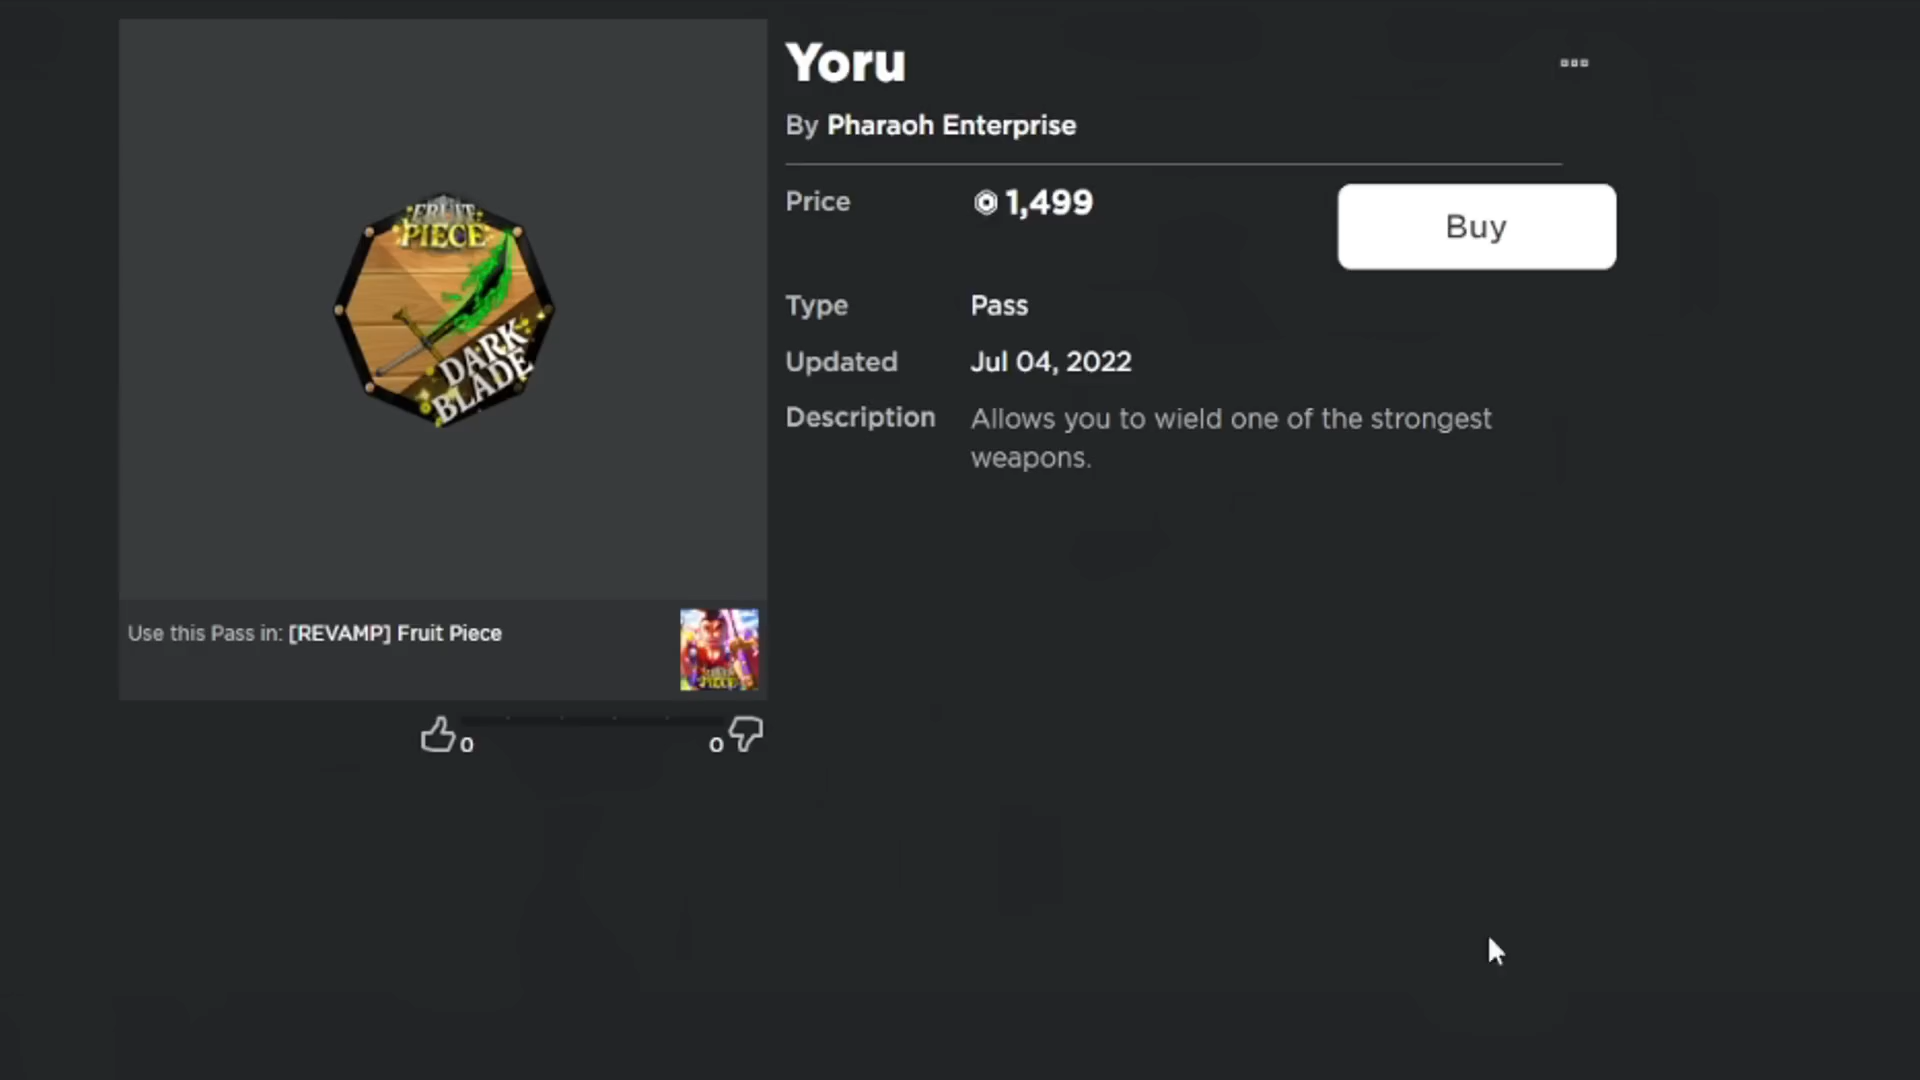 FRUIT
PIECE
DARK
BLADE
Use this Pass in: [REVAMP] Fruit Piece
0
0
Yoru
By Pharaoh Enterprise
Price 1,499
Buy
Type Pass
Updated Jul 04, 2022
Description Allows you to wield one of the strongest
weapons.